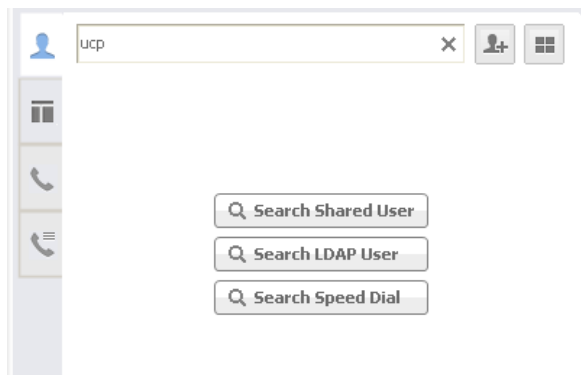 ucp
Search Shared User
Search LDAP User
Search Speed Dial